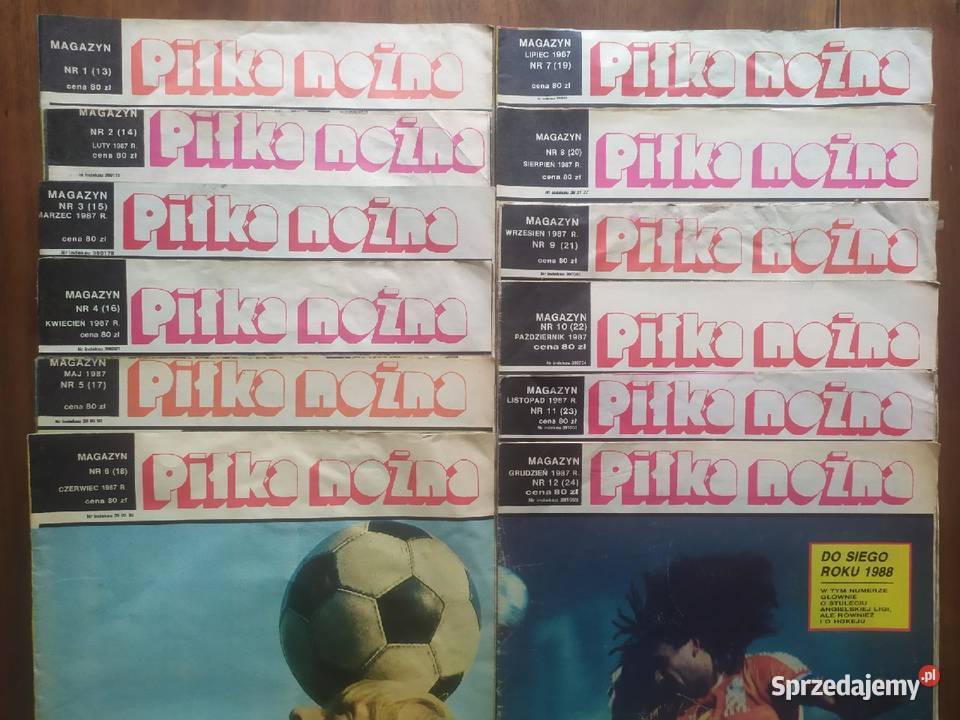 MAGAZYN
NR 1 (13)
cena 80 zł
Piłka nożna
MAGAZYN
NR 2 (14)
LUTY 1987 R.
cena 80 zł
Piłka nożna
MAGAZYN
NR 3 (15)
MARZEC 1987 R.
cena 80 zł
Piłka nożna
MAGAZYN
NR 4 (16)
KWIECIEŃ 1987 R.
cena 80 zł
Piłka nożna
MAGAZYN
MAJ 1987
NR 5 (17)
cena 80 zł
Piłka nożna
MAGAZYN
NR 6 (18)
CZERWIEC 1987 R
cena 80 zł
Piłka nożna
MAGAZYN
LIPIEC 1987
NR 7 (19)
cena 80 zł
Piłka nożna
MAGAZYN
NR 8 (20)
SIERPIEŃ 1987 R.
cena 80 zł
Piłka nożna
MAGAZYN
WRZESIEŃ 1987 R.
NR 9 (21)
cena 80 zł
Piłka nożna
MAGAZYN
NR 10 (22)
PAŹDZIERNIK 1987
cena 80 zł
Piłka nożna
MAGAZYN
LISTOPAD 1987 R.
NR 11 (23)
cena 80 zł
Piłka nożna
MAGAZYN
GRUDZIEŃ 1987 R.
NR 12 (24)
cena 80 zł
Piłka nożna
DO SIEGO
ROKU 1988
W TYM NUMERZE
GŁÓWNIE
O STULECIU
ANGIELSKIEJ LIGI,
ALE RÓWNIEŻ
I O HOKEJU
Sprzedajemy.pl